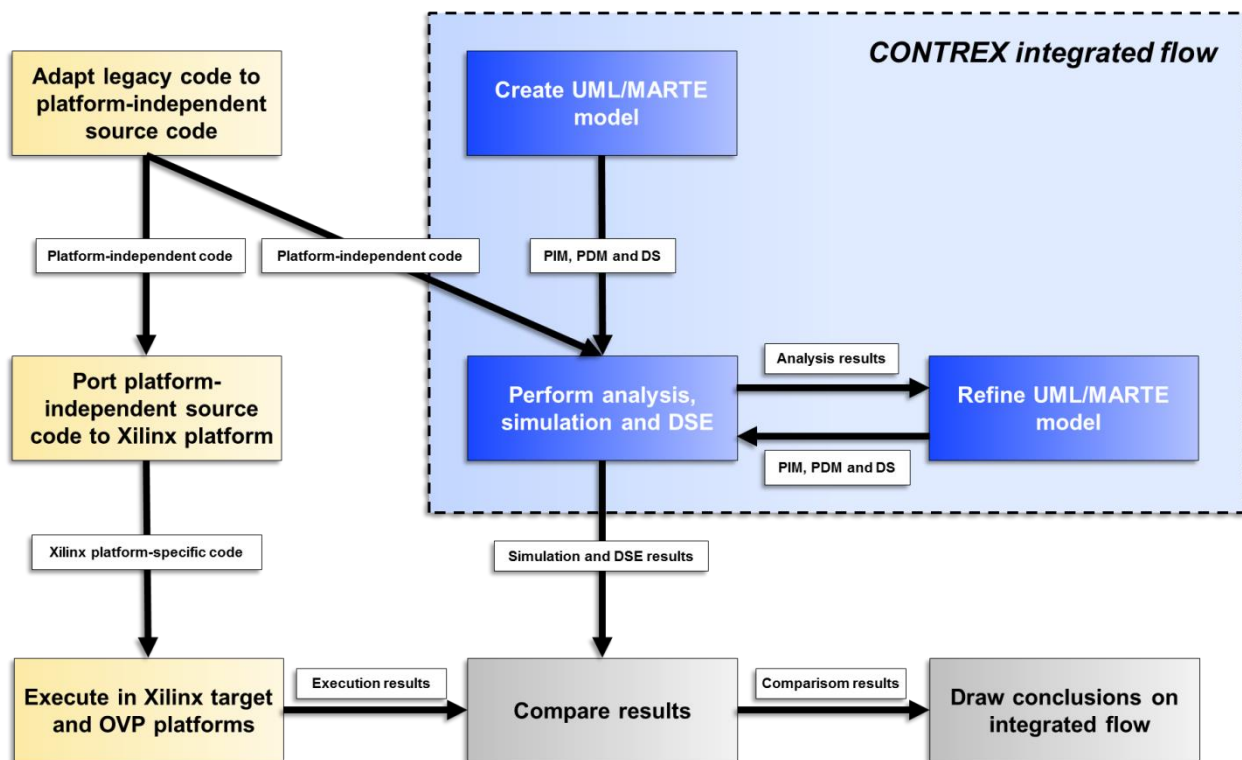 CONTREX integrated flow
Adapt legacy code to
platform-independent
source code
Create UML/MARTE
model
Platform-independent code
Platform-independent code
PIM, PDM and DS
Port platform-
independent source
code to Xilinx platform
Perform analysis,
simulation and DSE
Analysis results
Refine UML/MARTE
model
PIM, PDM and DS
Xilinx platform-specific code
Simulation and DSE results
Execute in Xilinx target
and OVP platforms
Execution results
Compare results
Comparisom results
Draw conclusions on
integrated flow